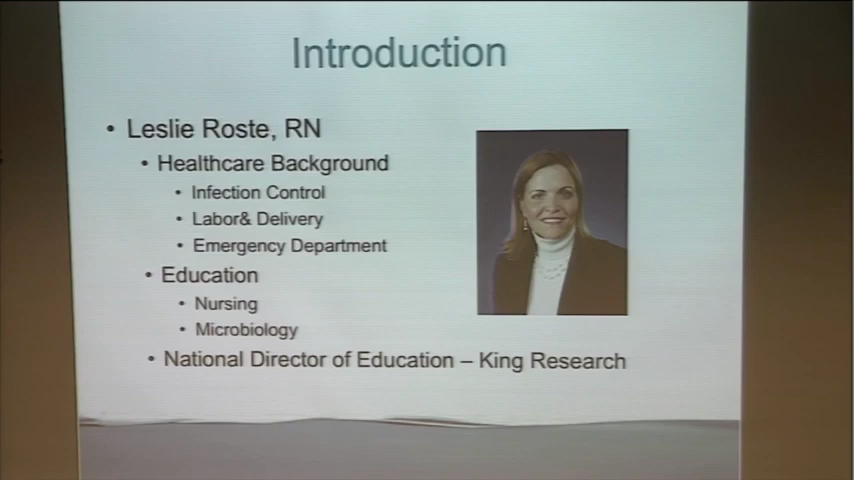 Introduction
• Leslie Roste, RN
• Healthcare Background
• Infection Control
• Labor& Delivery
• Emergency Department
• Education
• Nursing
• Microbiology
• National Director of Education – King Research